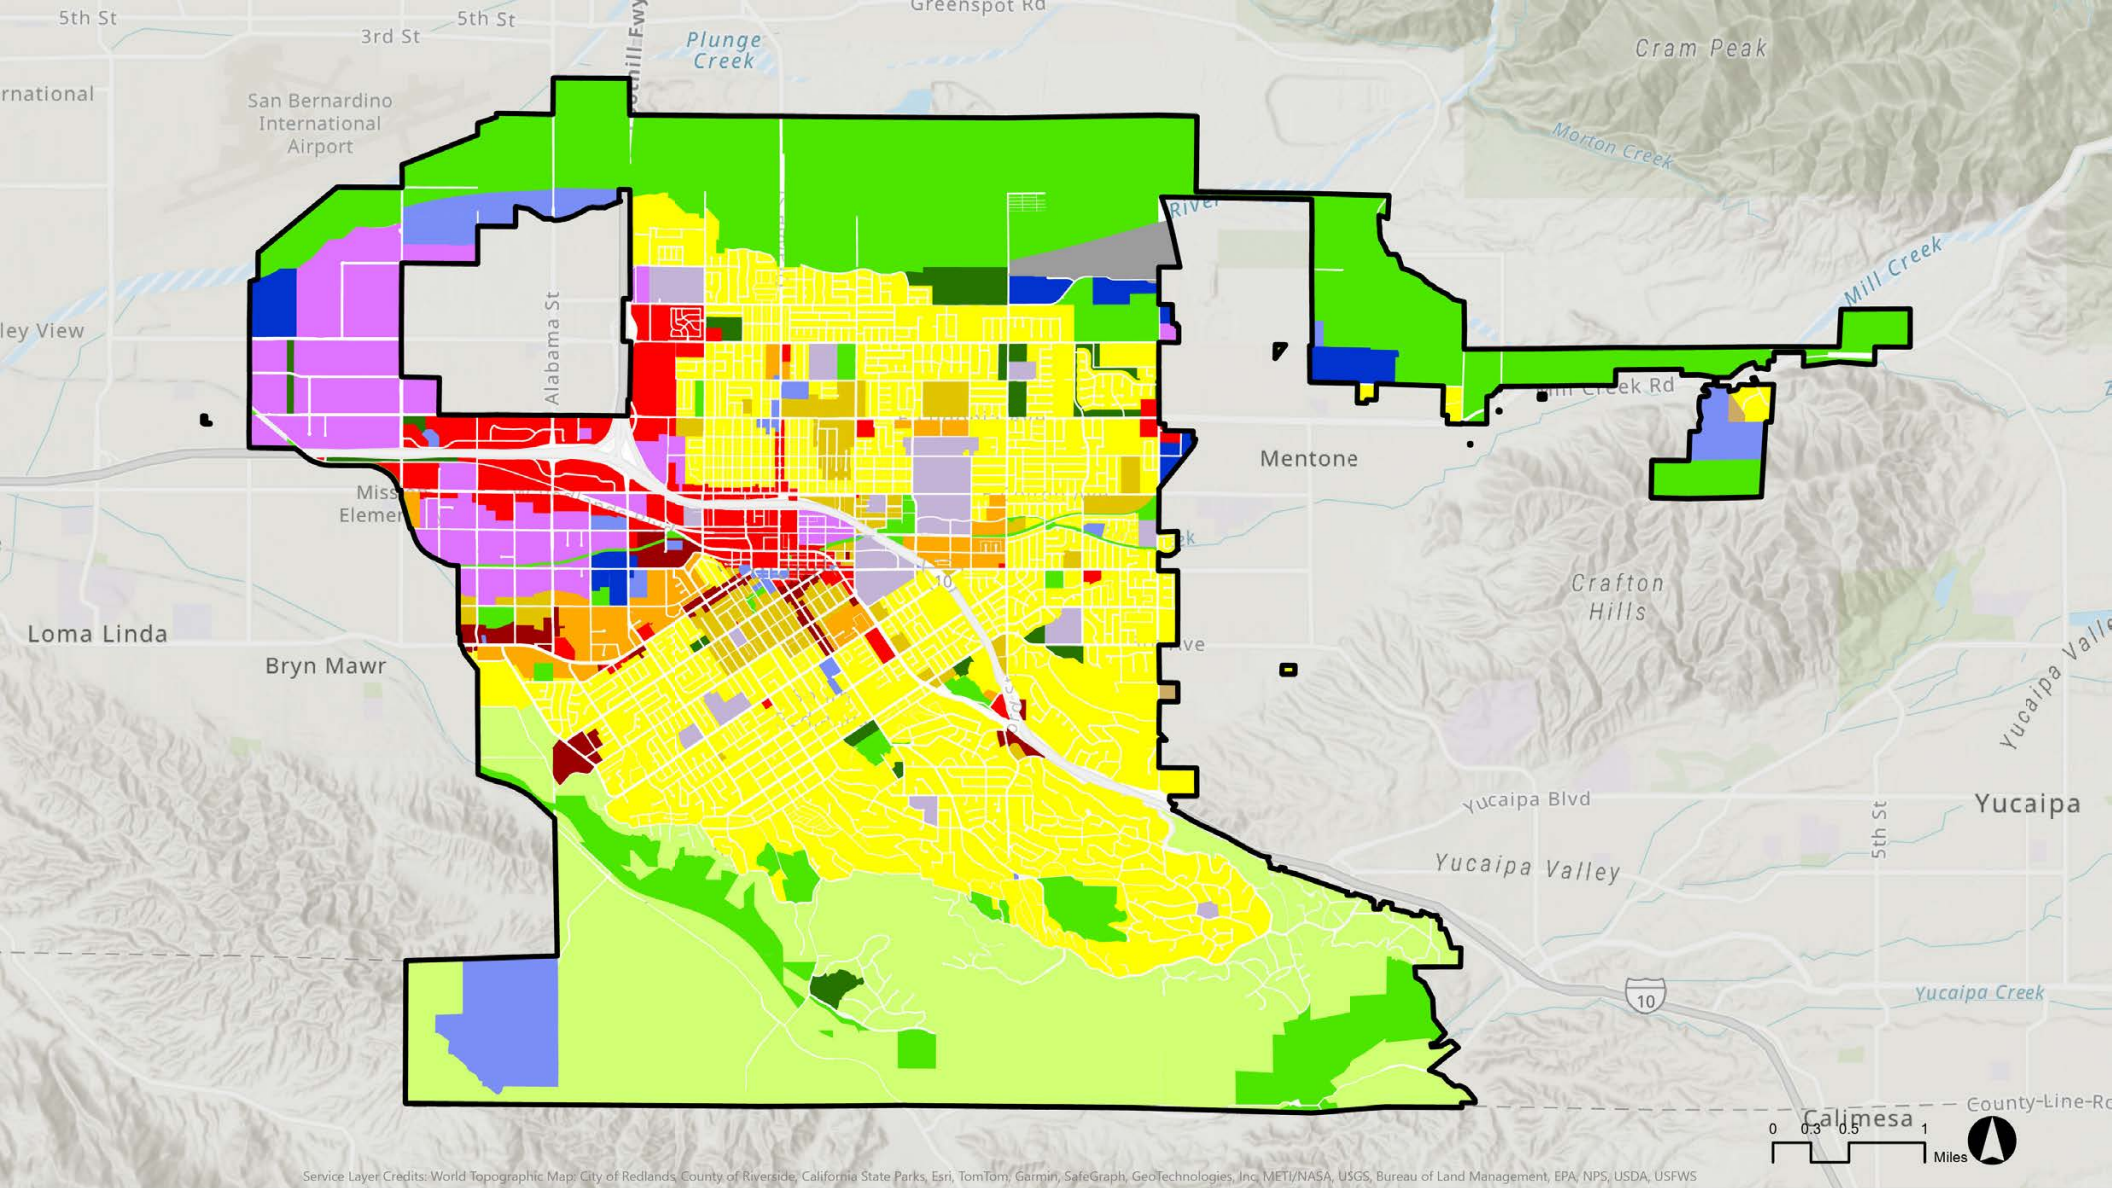 5th St
5th St
Greenspot Rd
3rd St
Plunge
Creek
Cram Peak
rnational
San Bernardino
International
Airport
Morton Creek
River
Mill Creek
ley View
Alabama St
Mill Creek Rd
Mentone
Miss
Elemen
ek
10
Crafton
Hills
Loma Linda
Bryn Mawr
Ave
Yucaipa Valle
Yucaipa Blvd
5th St
Yucaipa
Yucaipa Valley
10
Yucaipa Creek
County-Line-Rd
Calimesa
0 0.3 0.5 1
Miles
Service Layer Credits: World Topographic Map: City of Redlands, County of Riverside, California State Parks, Esri, TomTom, Garmin, SafeGraph, GeoTechnologies, Inc, METI/NASA, USGS, Bureau of Land Management, EPA, NPS, USDA, USFWS